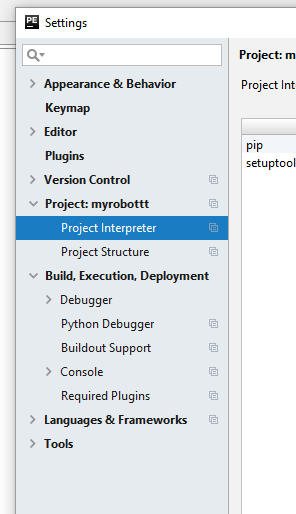 PE Settings
Project: m
Appearance & Behavior
Project Inte
Keymap
Editor
Plugins
pip
setuptool
Version Control
Project: myrobottt
Project Interpreter
Project Structure
Build, Execution, Deployment
Debugger
Python Debugger
Buildout Support
Console
Required Plugins
Languages & Frameworks
Tools